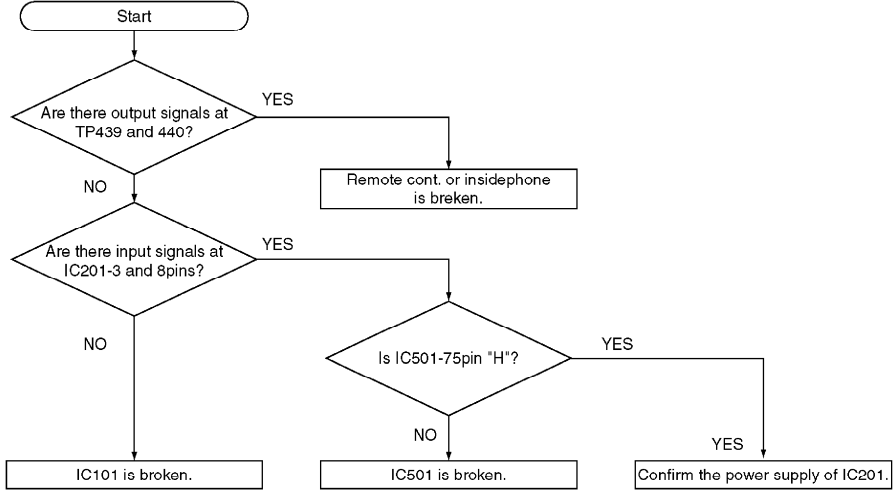 Start
Are there output signals at
TP439 and 440?
YES
NO
Remote cont. or insidephone
is breken.
Are there input signals at
IC201-3 and 8pins?
YES
NO
Is IC501-75pin "H"?
YES
NO
YES
IC101 is broken.
IC501 is broken.
Confirm the power supply of IC201.